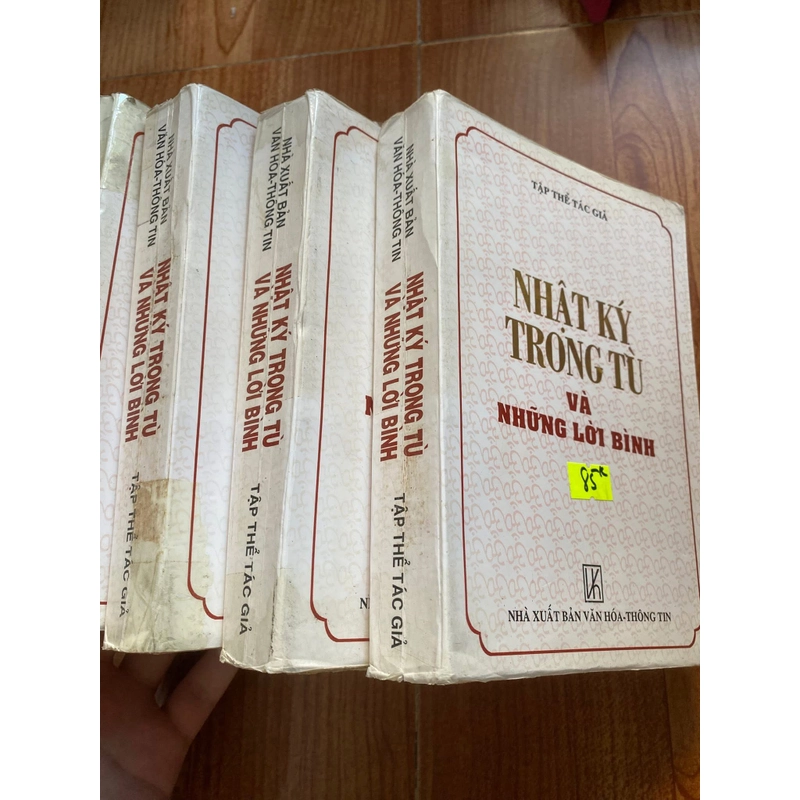 NHÀ XUẤT BẢN
VĂN HÓA-THÔNG TIN
NHẬT KÝ TRONG TÙ
VÀ NHỮNG LỜI BÌNH
TẬP THỂ TÁC GIẢ
NHÀ XUẤT BẢN
VĂN HÓA-THÔNG TIN
NHẬT KÝ TRONG TÙ
VÀ NHỮNG LỜI BÌNH
TẬP THỂ TÁC GIẢ
NHÀ XUẤT BẢN
VĂN HÓA-THÔNG TIN
NHẬT KÝ TRONG TÙ
VÀ NHỮNG LỜI BÌNH
TẬP THỂ TÁC GIẢ
TẬP THỂ TÁC GIẢ
NHẬT KÝ
TRONG TÙ
VÀ
NHỮNG LỜI BÌNH
85K
NHÀ XUẤT BẢN VĂN HÓA-THÔNG TIN